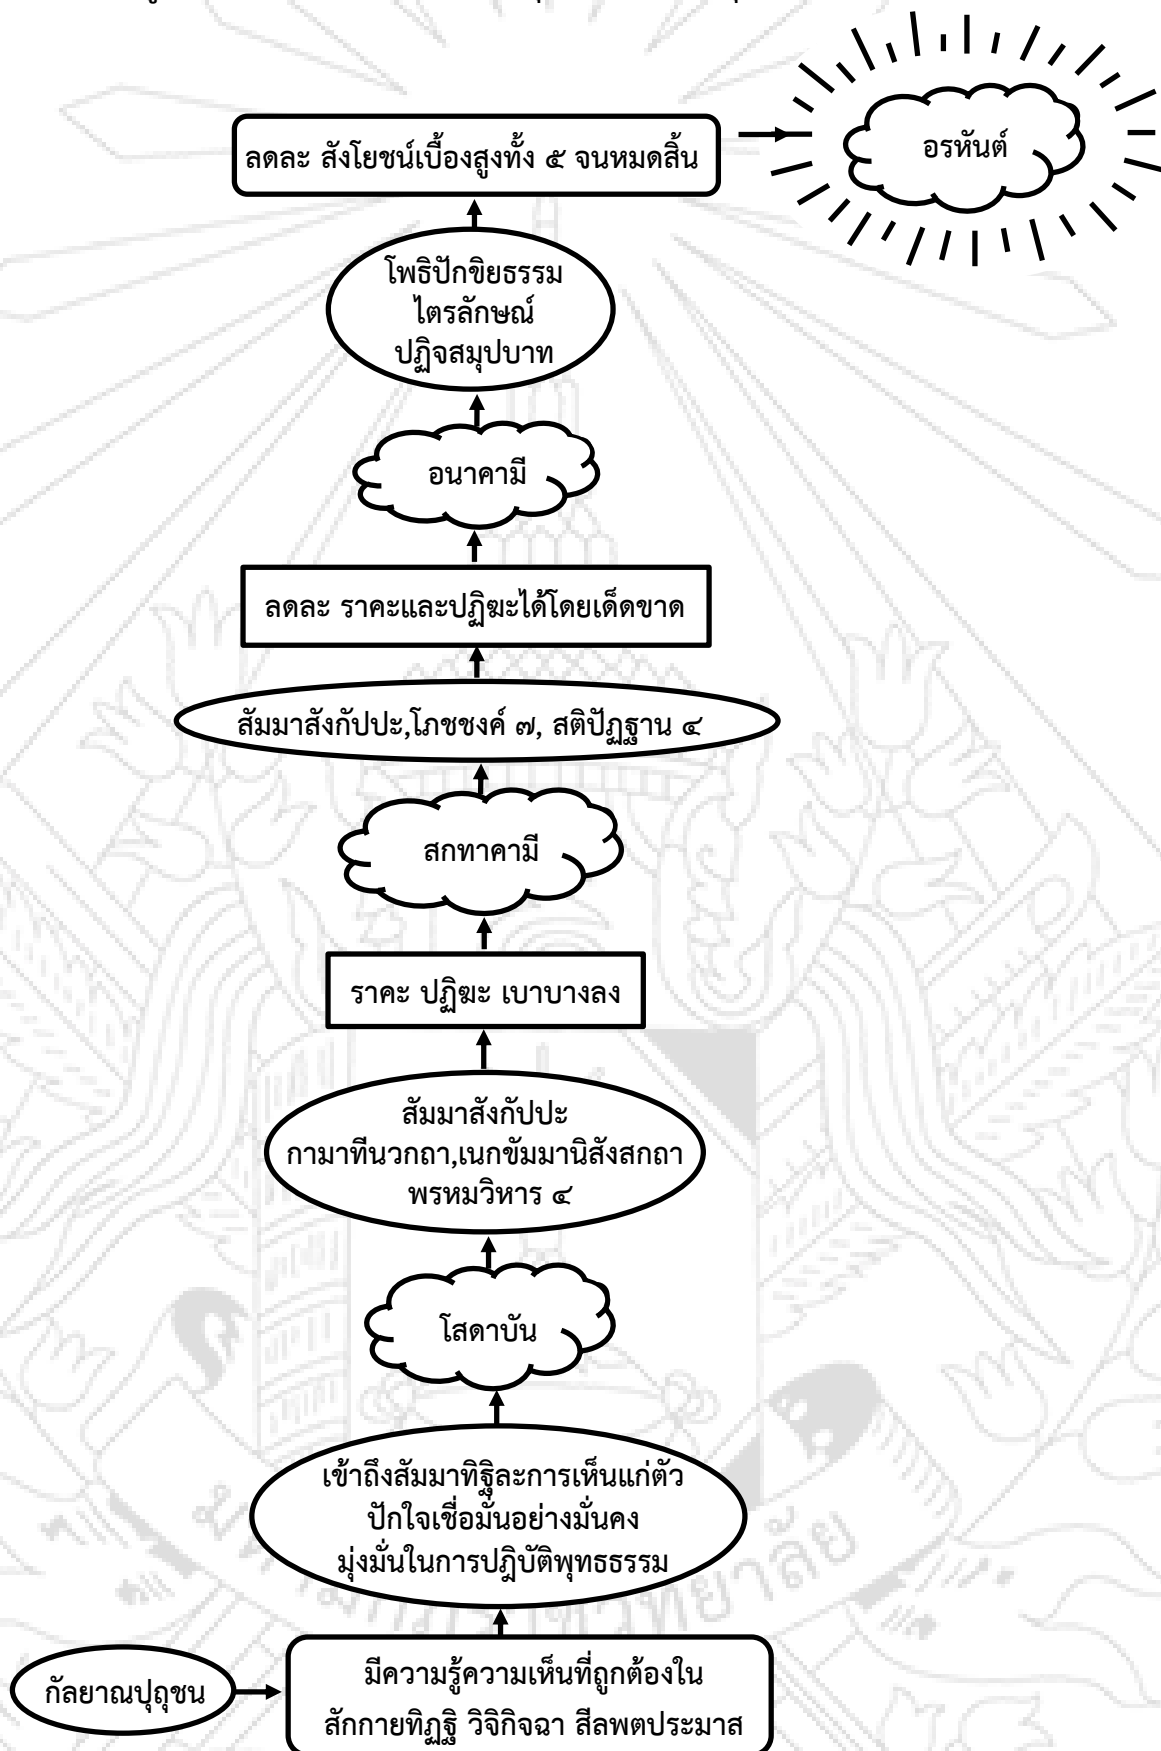 ลดละ สังโยชน์เบื้องสูงทั้ง ๕ จนหมดสิ้น
อรหันต์
โพธิปักขิยธรรม
ไตรลักษณ์
ปฏิจสมุปบาท
อนาคามี
ลดละ ราคะและปฏิฆะได้โดยเด็ดขาด
สัมมาสังกัปปะ,โภชชงค์ ๗, สติปัฏฐาน ๔
สกทาคามี
ราคะ ปฏิฆะ เบาบางลง
สัมมาสังกัปปะ
กามาทีนวกถา,เนกขัมมานิสังสกถา
พรหมวิหาร ๔
โสดาบัน
เข้าถึงสัมมาทิฐิละการเห็นแก่ตัว
ปักใจเชื่อมั่นอย่างมั่นคง
มุ่งมั่นในการปฎิบัติพุทธธรรม
กัลยาณปุถุชน
มีความรู้ความเห็นที่ถูกต้องใน
สักกายทิฏฐิ วิจิกิจฉา สีลพตประมาส